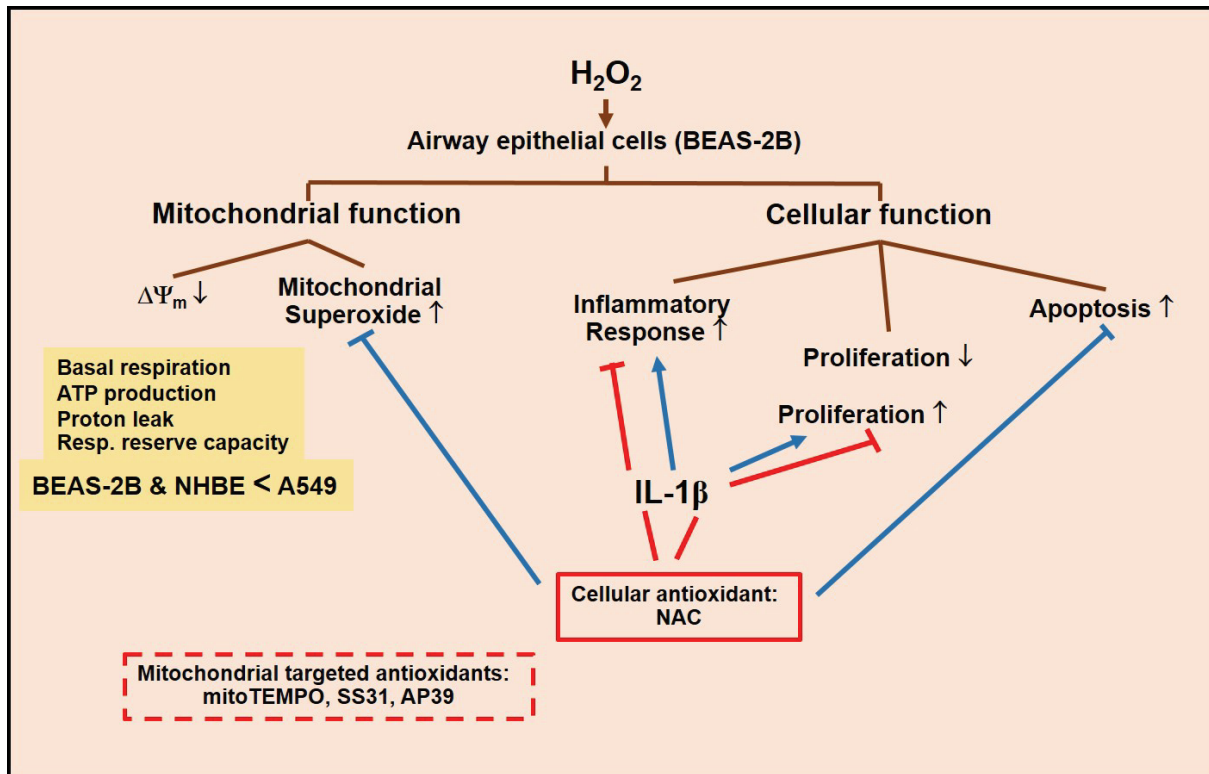 H₂O₂
Airway epithelial cells (BEAS-2B)
Mitochondrial function
Cellular function
ΔΨₘ ↓
Mitochondrial
Superoxide ↑
Inflammatory
Response ↑
Apoptosis ↑
Proliferation ↓
Basal respiration
ATP production
Proton leak
Resp. reserve capacity
BEAS-2B & NHBE < A549
Proliferation ↑
IL-1β
Cellular antioxidant:
NAC
Mitochondrial targeted antioxidants:
mitoTEMPO, SS31, AP39